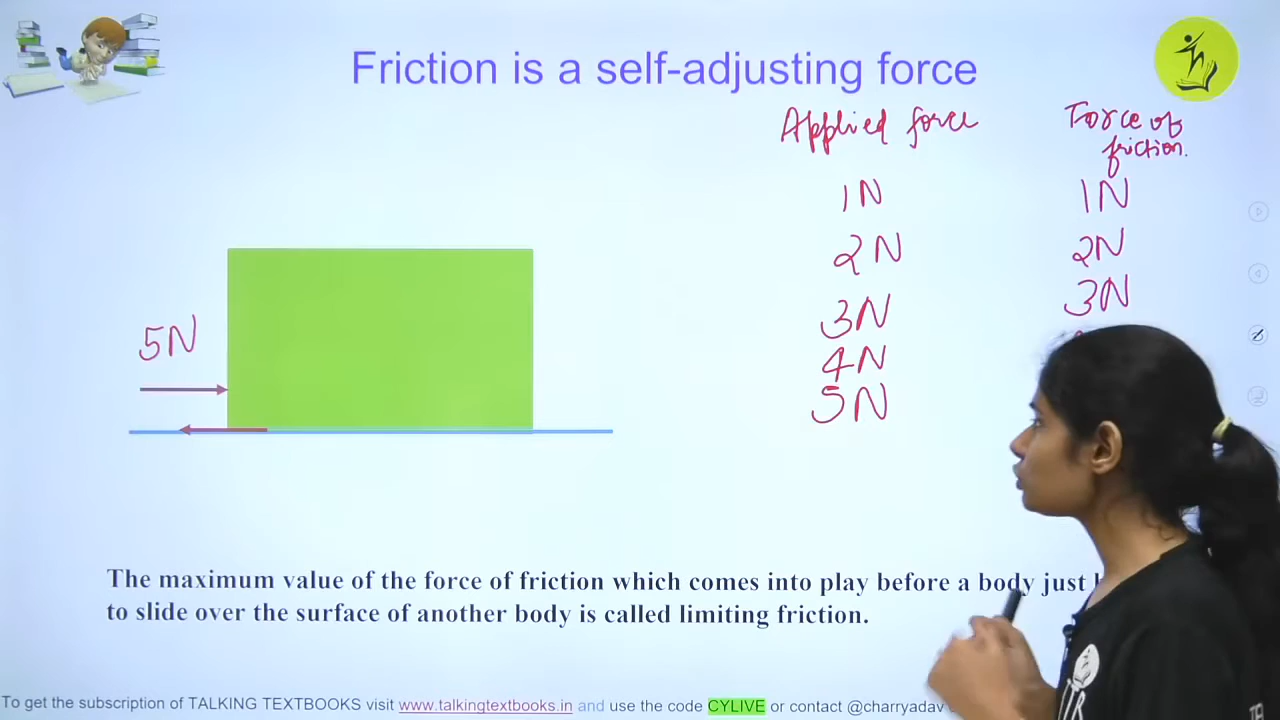 Friction is a self-adjusting force
Applied force
Force of
friction.
1N 1N
2N 2N
3N 3N
4N
5N
5N
The maximum value of the force of friction which comes into play before a body just
to slide over the surface of another body is called limiting friction.
To get the subscription of TALKING TEXTBOOKS visit www.talkingtextbooks.in and use the code CYLIVE or contact @charryadav